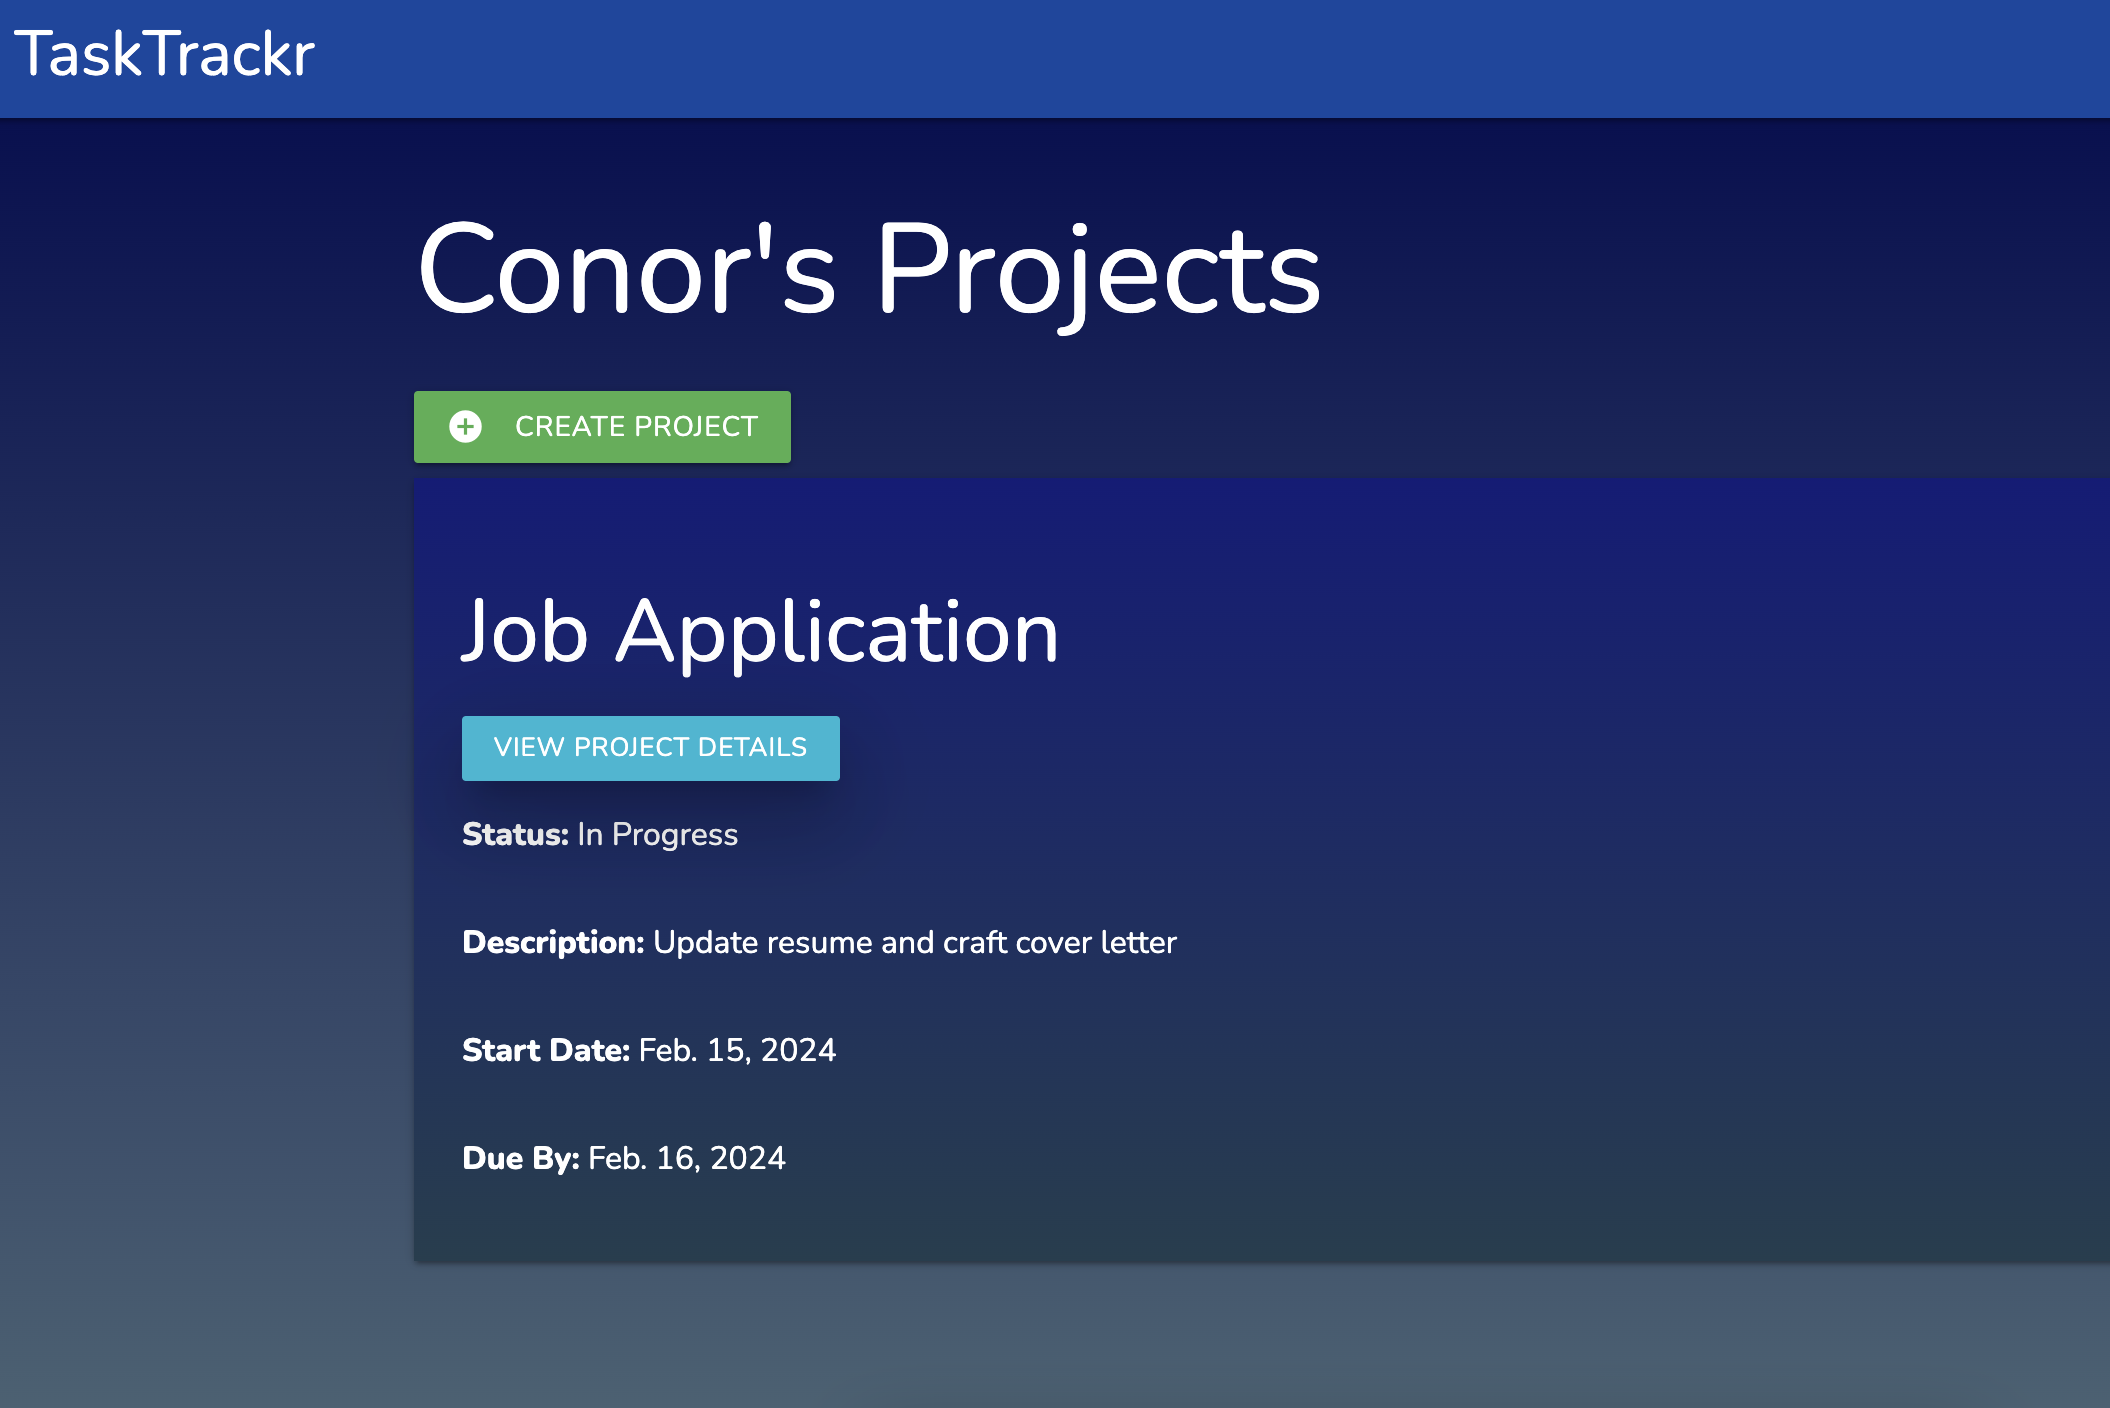 TaskTrackr
Conor's Projects
CREATE PROJECT
Job Application
VIEW PROJECT DETAILS
Status: In Progress
Description: Update resume and craft cover letter
Start Date: Feb. 15, 2024
Due By: Feb. 16, 2024